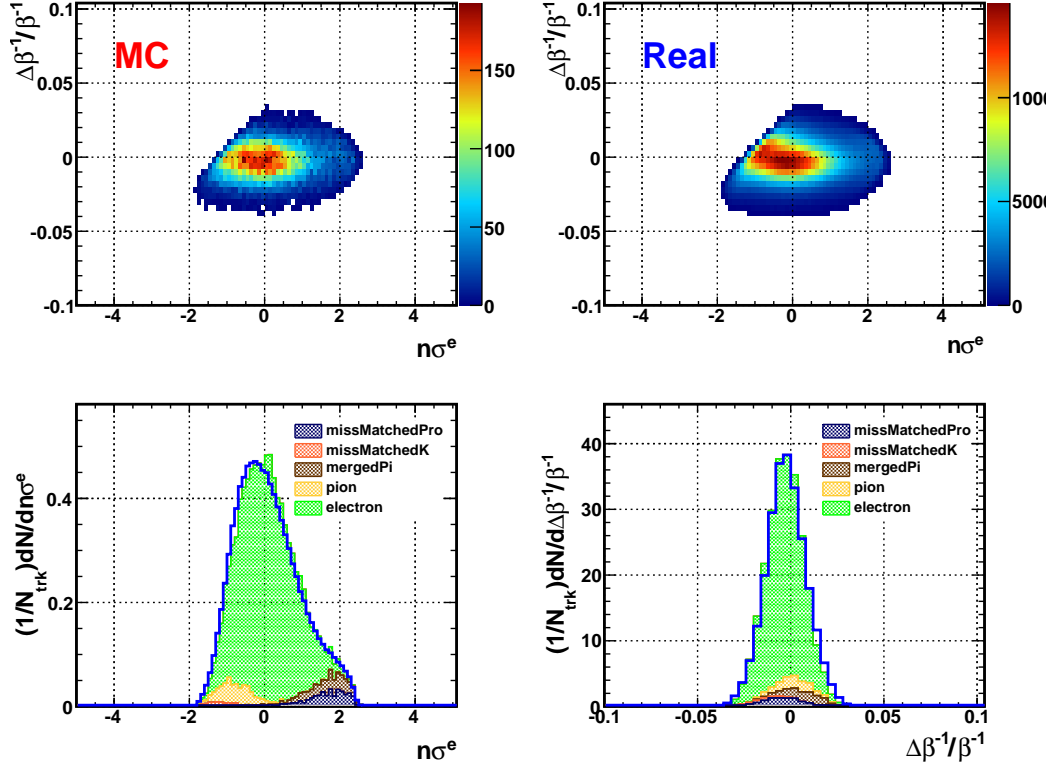 Δβ⁻¹/β⁻¹
MC
0.1
0.05
0
-0.05
-0.1
-4 -2 0 2 4
nσᵉ
150
100
50
0
Δβ⁻¹/β⁻¹
Real
0.1
0.05
0
-0.05
-0.1
-4 -2 0 2 4
nσᵉ
1000
5000
0
(1/N_trk)dN/dnσᵉ
0.4
0.2
0
-4 -2 0 2 4
nσᵉ
missMatchedPro
missMatchedK
mergedPi
pion
electron
(1/N_trk)dN/dΔβ⁻¹/β⁻¹
40
30
20
10
0
-0.1 -0.05 0 0.05 0.1
Δβ⁻¹/β⁻¹
missMatchedPro
missMatchedK
mergedPi
pion
electron